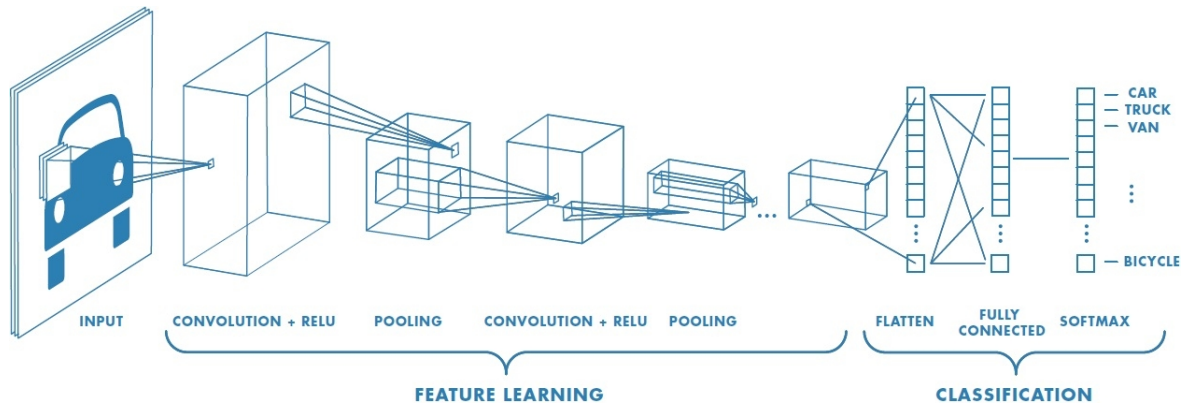 CAR
TRUCK
VAN
BICYCLE
INPUT
CONVOLUTION + RELU
POOLING
CONVOLUTION + RELU
POOLING
FLATTEN
FULLY
CONNECTED
SOFTMAX
FEATURE LEARNING
CLASSIFICATION